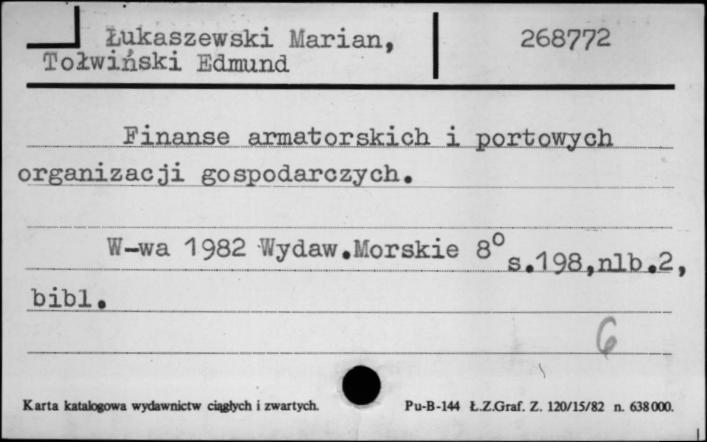 Łukaszewski Marian,
268772
Tołwiński Edmund
Finanse armatorskich i portowych
organizacji gospodarczych.
W-wa 1982 Wydaw.Morskie 8° s.198,nlb.2,
bibl.
6
Karta katalogowa wydawnictw ciągłych i zwartych.
Pu-B-144 Ł.Z.Graf. Z. 120/15/82 n. 638000.